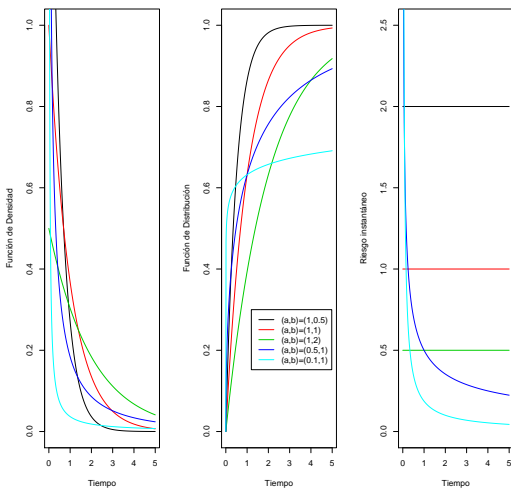 Función de Densidad
0.0
0.2
0.4
0.6
0.8
1.0
0 1 2 3 4 5
Tiempo
Función de Distribución
0.0
0.2
0.4
0.6
0.8
1.0
(a,b)=(1,0.5)
(a,b)=(1,1)
(a,b)=(1,2)
(a,b)=(0.5,1)
(a,b)=(0.1,1)
0 1 2 3 4 5
Tiempo
Riesgo instantáneo
0.0
0.5
1.0
1.5
2.0
2.5
0 1 2 3 4 5
Tiempo